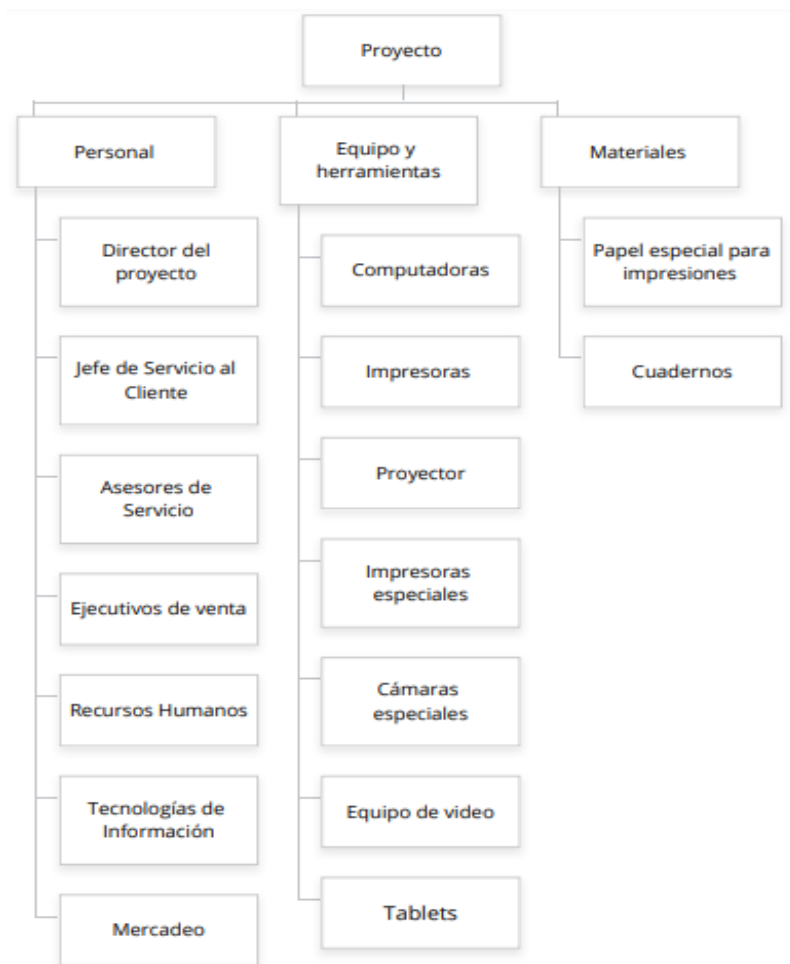 Proyecto
Personal
Director del
proyecto
Jefe de Servicio al
Cliente
Asesores de
Servicio
Ejecutivos de venta
Recursos Humanos
Tecnologías de
Información
Mercadeo
Equipo y
herramientas
Computadoras
Impresoras
Proyector
Impresoras
especiales
Cámaras
especiales
Equipo de video
Tablets
Materiales
Papel especial para
impresiones
Cuadernos